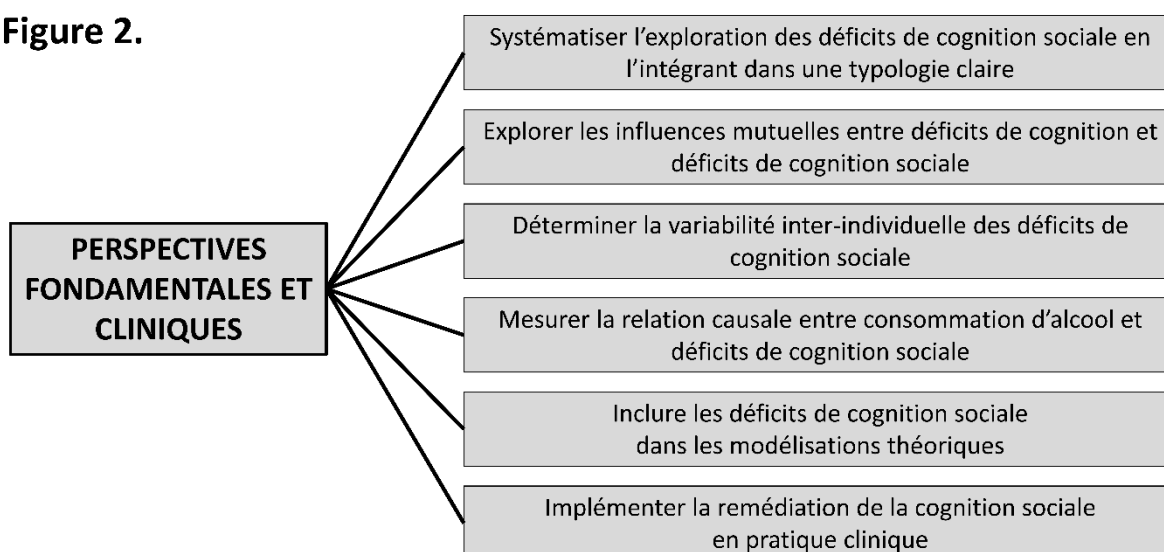 Figure 2.
Systématiser l’exploration des déficits de cognition sociale en
l’intégrant dans une typologie claire
Explorer les influences mutuelles entre déficits de cognition et
déficits de cognition sociale
Déterminer la variabilité inter-individuelle des déficits de
cognition sociale
PERSPECTIVES
FONDAMENTALES ET
CLINIQUES
Mesurer la relation causale entre consommation d’alcool et
déficits de cognition sociale
Inclure les déficits de cognition sociale
dans les modélisations théoriques
Implémenter la remédiation de la cognition sociale
en pratique clinique